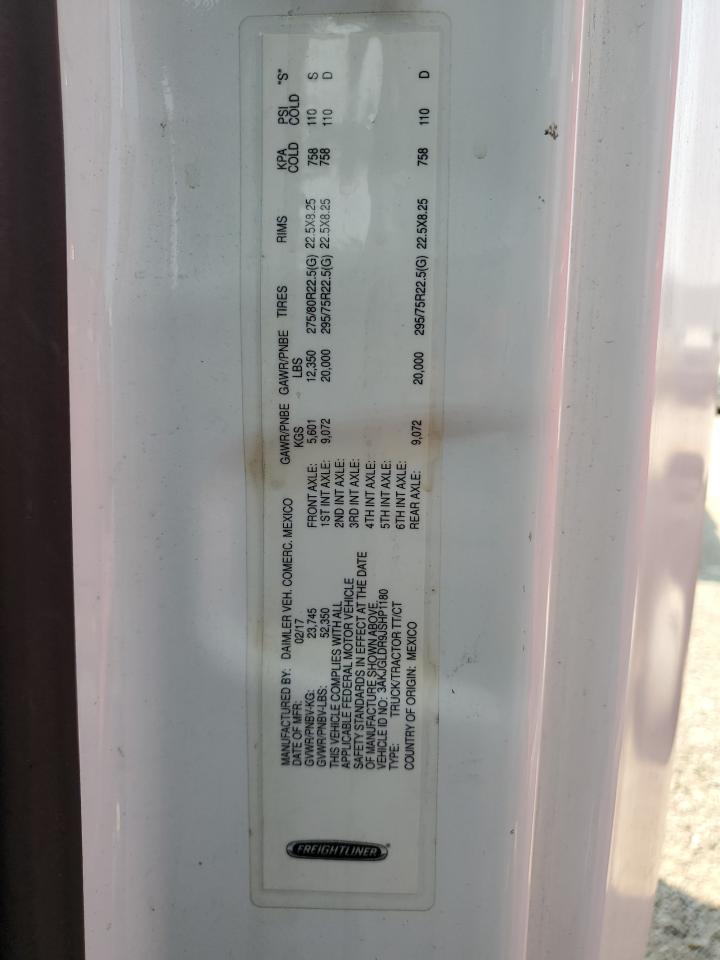 FREIGHTLINER
MANUFACTURED BY: DAIMLER VEH. COMERC. MEXICO
DATE OF MFR: 02/17
GVWR/PNBV-KG: 23,745
GVWR/PNBV-LBS: 52,350
THIS VEHICLE COMPLIES WITH ALL
APPLICABLE FEDERAL MOTOR VEHICLE
SAFETY STANDARDS IN EFFECT AT THE DATE
OF MANUFACTURE SHOWN ABOVE.
VEHICLE ID NO: 3AKJGLDR9JSHP1180
TYPE: TRUCK/TRACTOR TT/CT
COUNTRY OF ORIGIN: MEXICO
GAWR/PNBE GAWR/PNBE TIRES RIMS KPA PSI "S"
KGS LBS COLD COLD
FRONT AXLE: 5,601 12,350 275/80R22.5(G) 22.5X8.25 758 110 S
1ST INT AXLE: 9,072 20,000 295/75R22.5(G) 22.5X8.25 758 110 D
2ND INT AXLE:
3RD INT AXLE:
4TH INT AXLE:
5TH INT AXLE:
6TH INT AXLE:
REAR AXLE: 9,072 20,000 295/75R22.5(G) 22.5X8.25 758 110 D